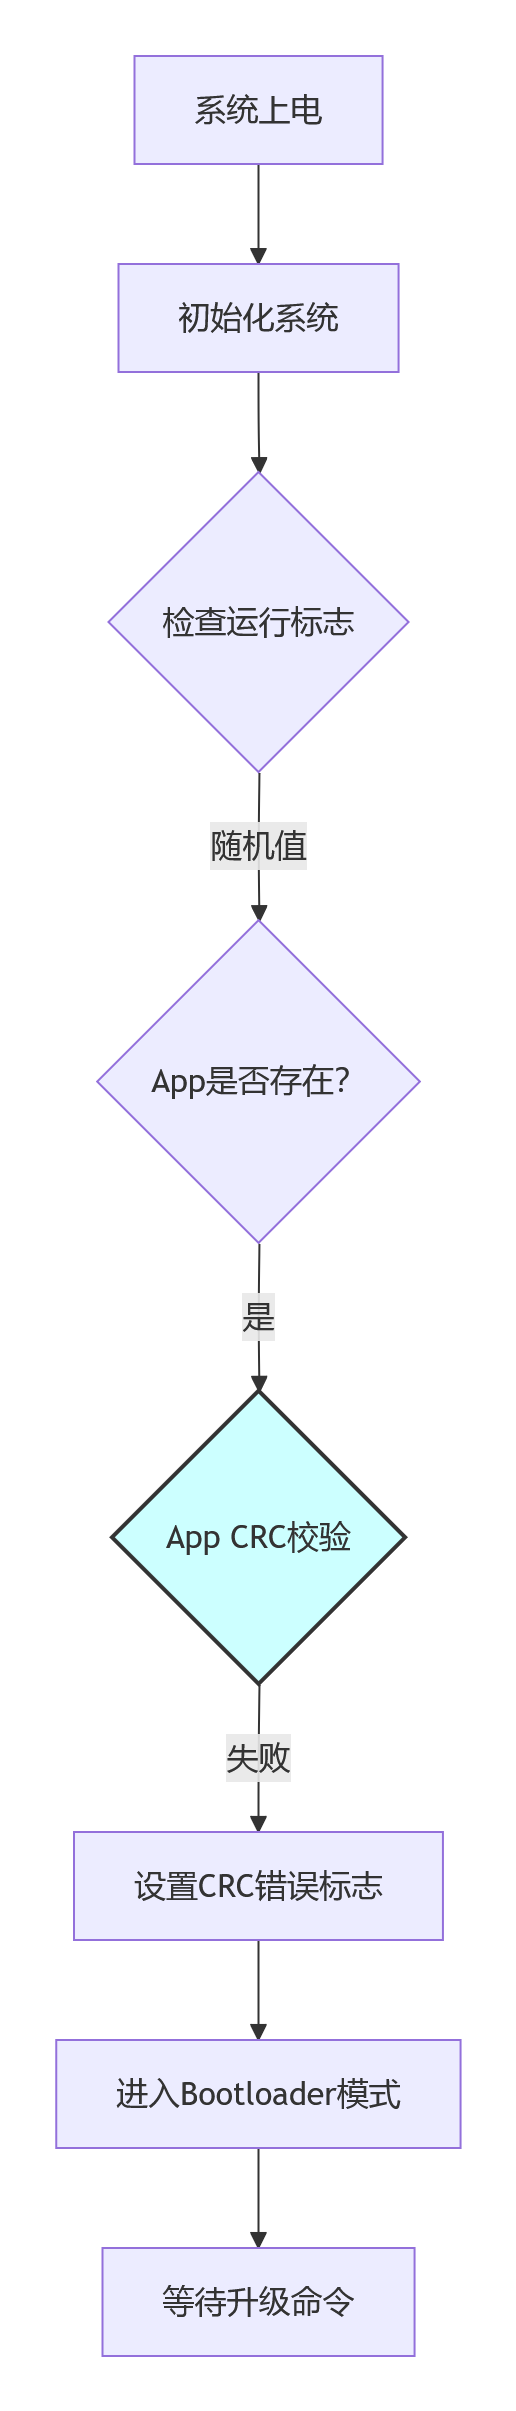 系统上电
初始化系统
检查运行标志
随机值
App是否存在?
是
App CRC校验
失败
设置CRC错误标志
进入Bootloader模式
等待升级命令